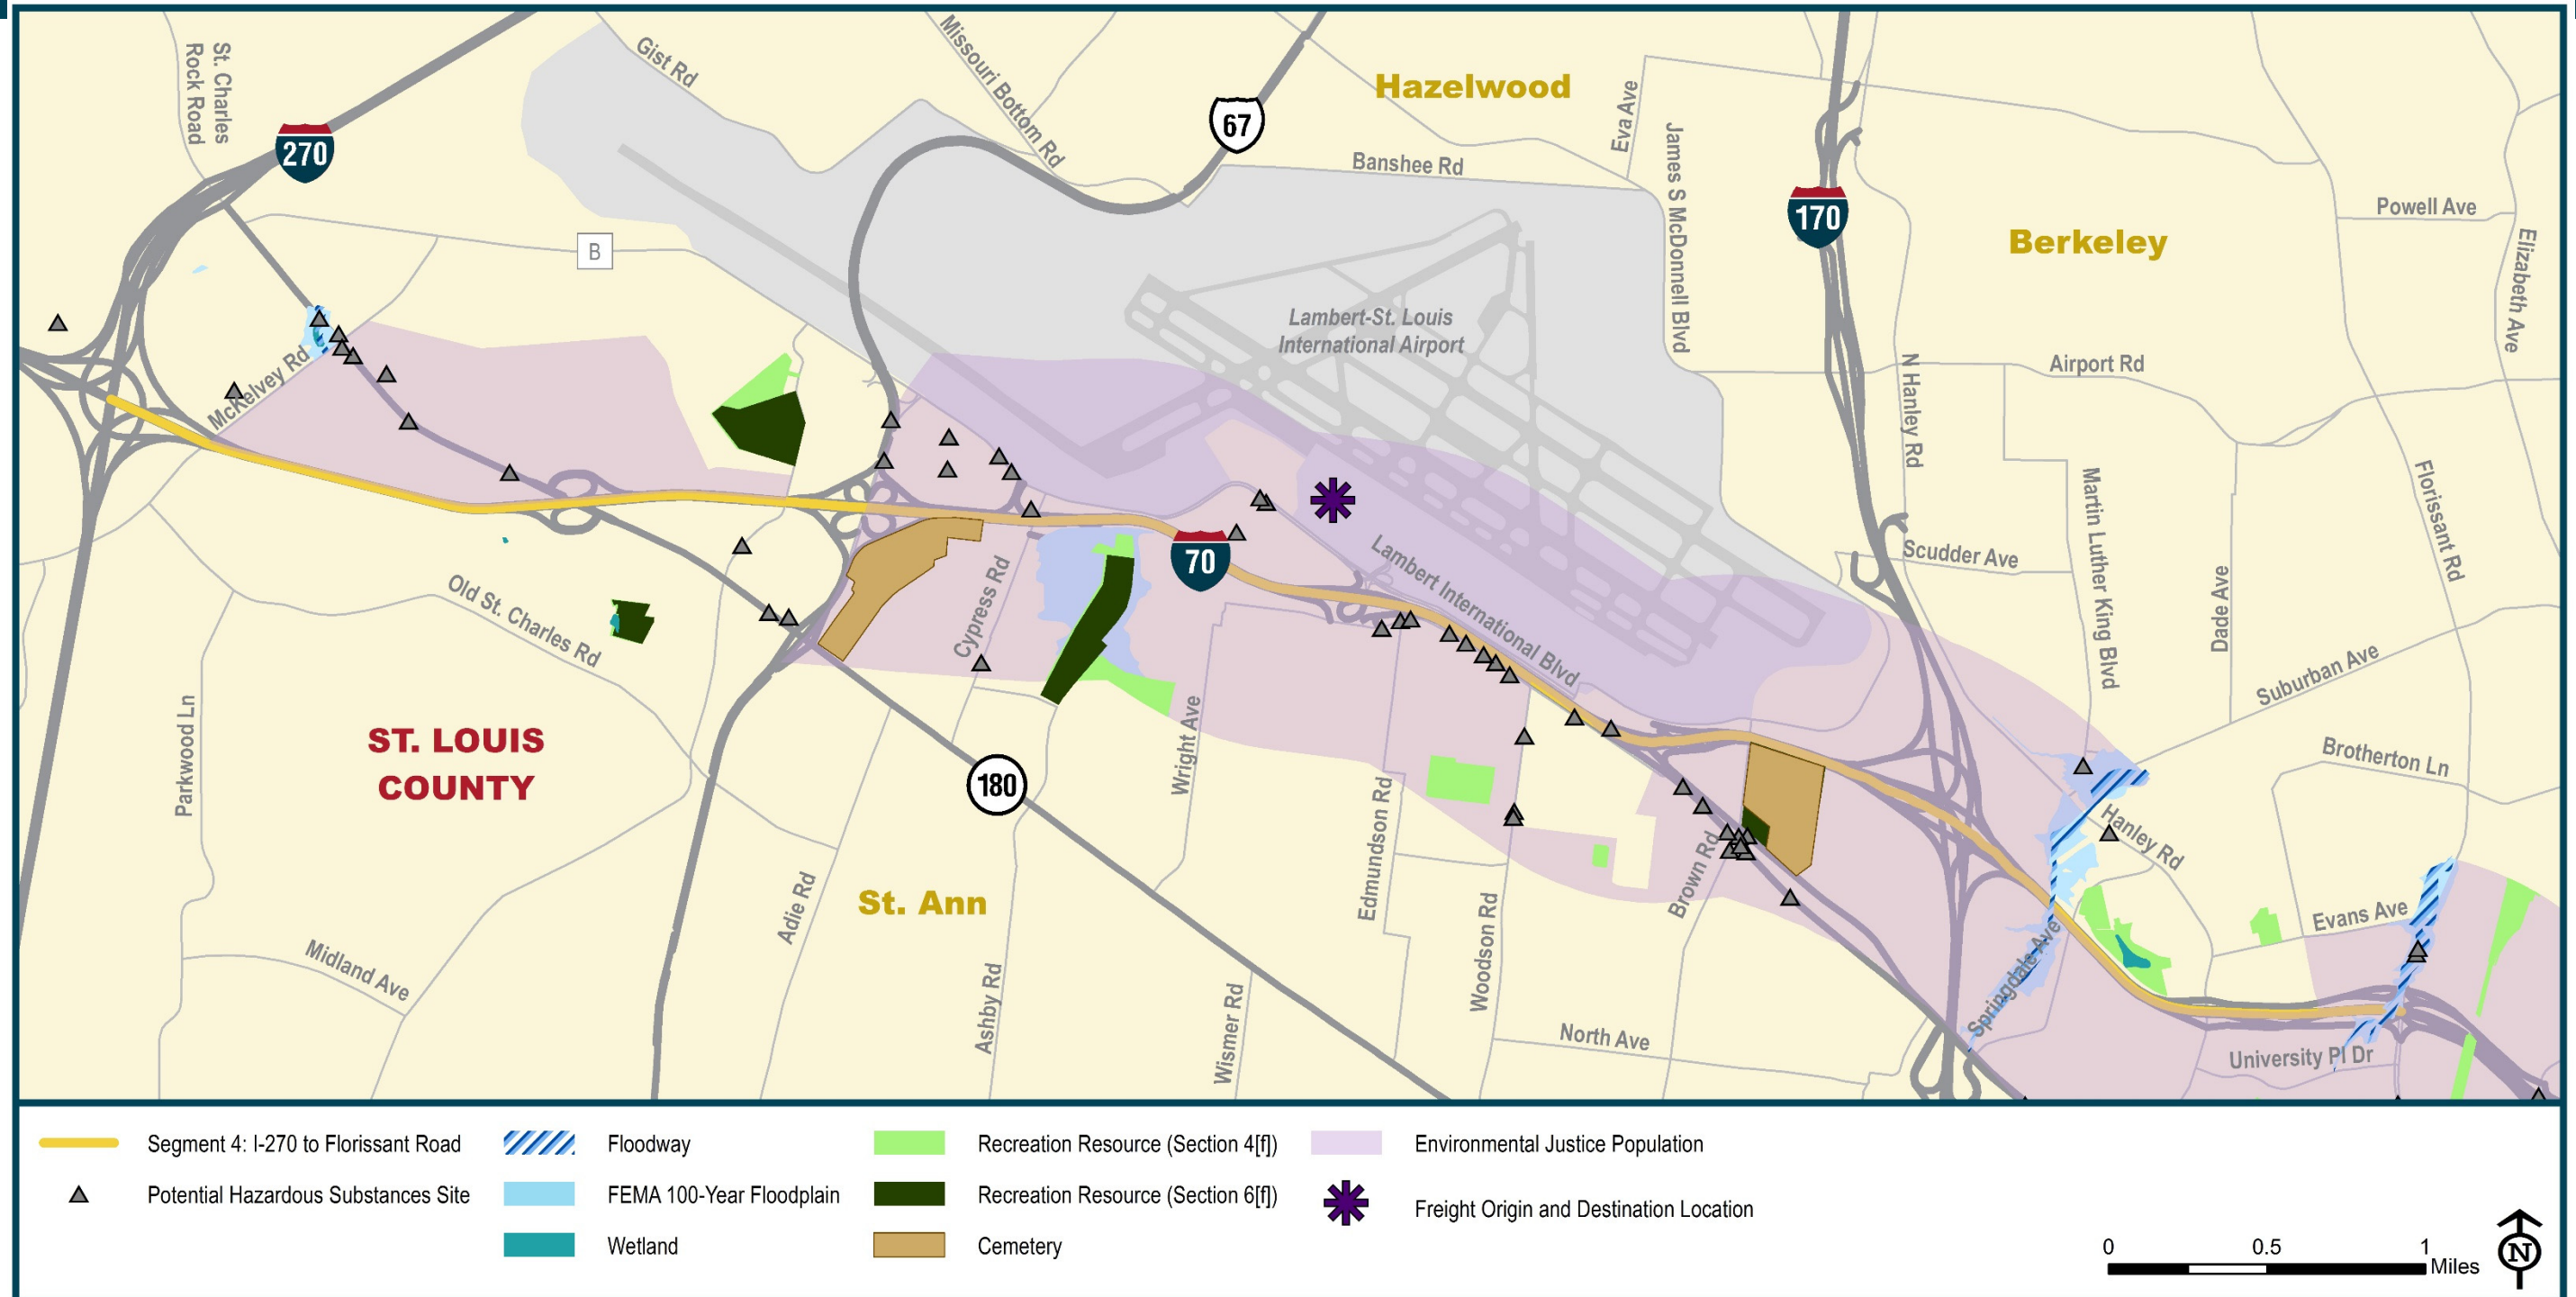 St. Charles
Rock Road
Gist Rd
Missouri Bottom Rd
67
Hazelwood
Eva Ave
James S McDonnell Blvd
Banshee Rd
270
170
Powell Ave
Elizabeth Ave
Berkeley
B
Lambert-St. Louis
International Airport
N Hanley Rd
Airport Rd
McKelvey Rd
Martin Luther King Blvd
Florissant Rd
Scudder Ave
Dade Ave
70
Lambert International Blvd
Cypress Rd
Old St. Charles Rd
Suburban Ave
Parkwood Ln
ST. LOUIS
COUNTY
Wright Ave
180
Edmundson Rd
Brotherton Ln
Hanley Rd
Brown Rd
Adie Rd
St. Ann
Woodson Rd
Evans Ave
Midland Ave
Ashby Rd
Wismer Rd
North Ave
Springdale Ave
University Pl Dr
Segment 4: I-270 to Florissant Road
Potential Hazardous Substances Site
Floodway
FEMA 100-Year Floodplain
Wetland
Recreation Resource (Section 4[f])
Recreation Resource (Section 6[f])
Cemetery
Environmental Justice Population
Freight Origin and Destination Location
0 0.5 1
Miles
N